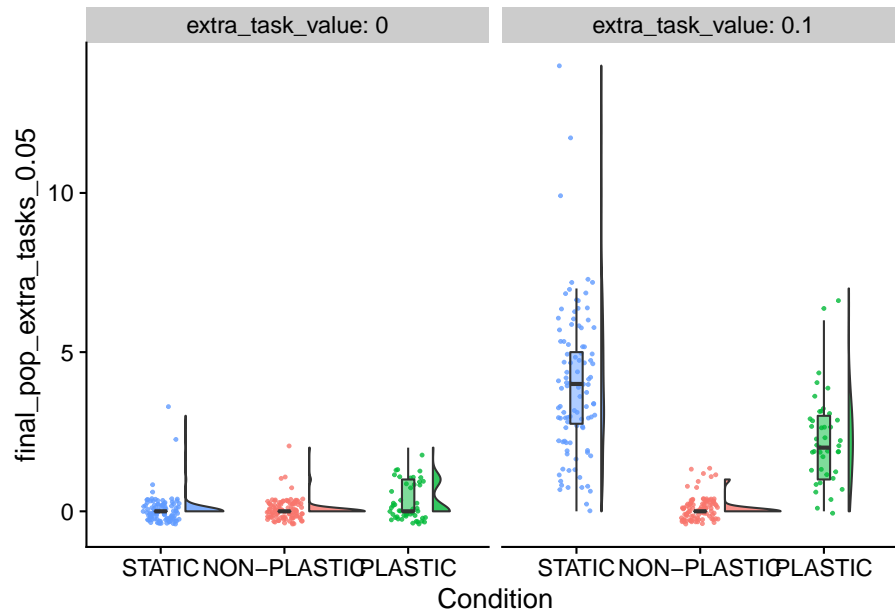 extra_task_value: 0
extra_task_value: 0.1
final_pop_extra_tasks_0.05
10
5
0
STATIC NON−PLASTIC PLASTIC
STATIC NON−PLASTIC PLASTIC
Condition